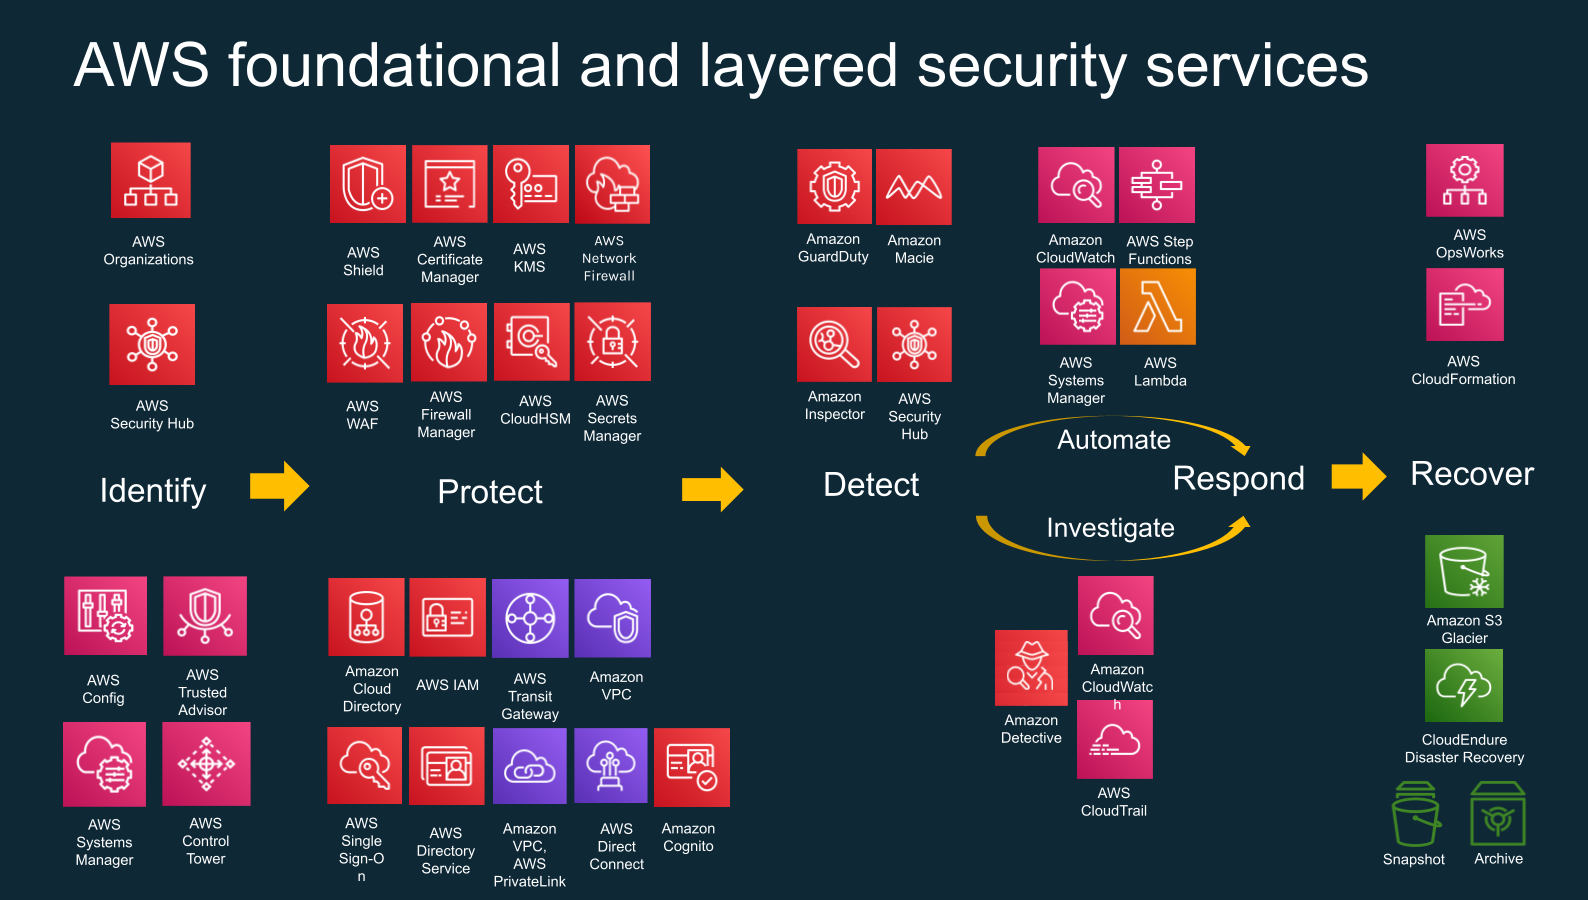 AWS foundational and layered security services
AWS
Organizations
AWS
Security Hub
Identify
AWS
Config
AWS
Trusted
Advisor
AWS
Systems
Manager
AWS
Control
Tower
AWS
Shield
AWS
Certificate
Manager
AWS
KMS
AWS
Network
Firewall
AWS
WAF
AWS
Firewall
Manager
AWS
CloudHSM
AWS
Secrets
Manager
Protect
Amazon
Cloud
Directory
AWS IAM
AWS
Transit
Gateway
Amazon
VPC
AWS
Single
Sign-O
n
AWS
Directory
Service
Amazon
VPC,
AWS
PrivateLink
AWS
Direct
Connect
Amazon
Cognito
Amazon
GuardDuty
Amazon
Macie
Amazon
Inspector
AWS
Security
Hub
Detect
Amazon
CloudWatch
AWS Step
Functions
AWS
Systems
Manager
AWS
Lambda
Automate
Respond
Investigate
Amazon
Detective
Amazon
CloudWatc
h
AWS
CloudTrail
AWS
OpsWorks
AWS
CloudFormation
Recover
Amazon S3
Glacier
CloudEndure
Disaster Recovery
Snapshot
Archive